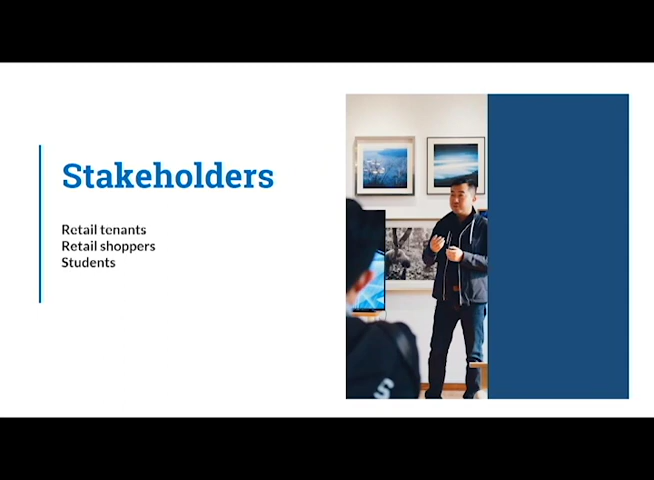 Stakeholders
Retail tenants
Retail shoppers
Students